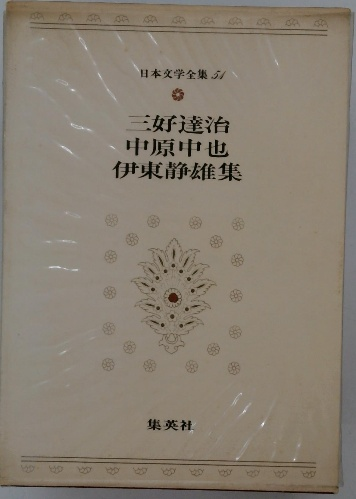 日本文学全集 54
三好達治
中原中也
伊東静雄集
集英社